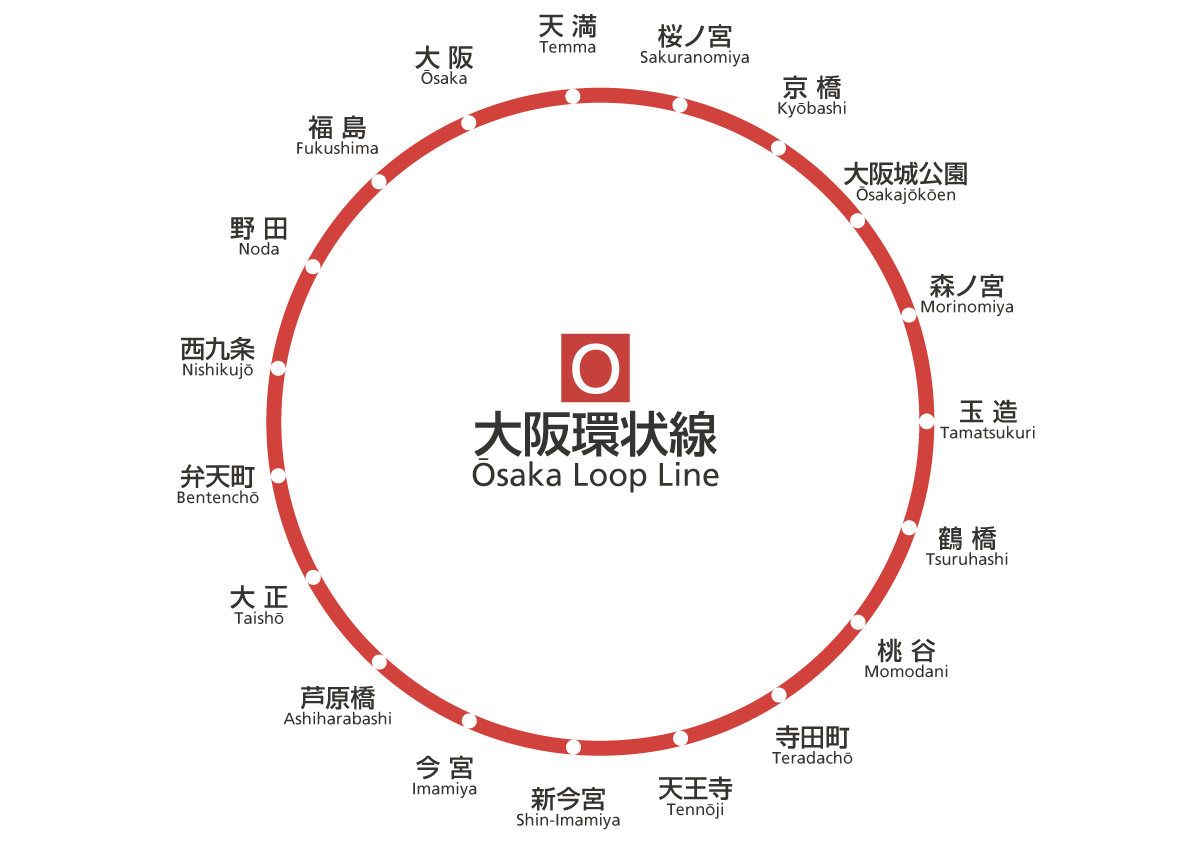 天満
Temma
桜ノ宮
Sakuranomiya
京橋
Kyōbashi
大阪城公園
Ōsakajōkōen
森ノ宮
Morinomiya
玉造
Tamatsukuri
鶴橋
Tsuruhashi
桃谷
Momodani
寺田町
Teradachō
天王寺
Tennōji
新今宮
Shin-Imamiya
今宮
Imamiya
芦原橋
Ashiharabashi
大正
Taishō
弁天町
Bentenchō
西九条
Nishikujō
野田
Noda
福島
Fukushima
大阪
Ōsaka
O
大阪環状線
Ōsaka Loop Line